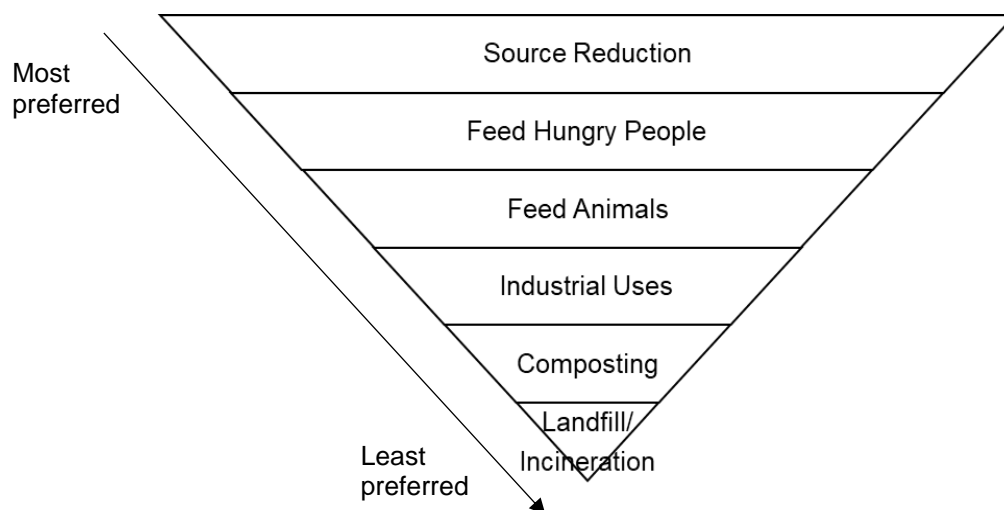 Source Reduction
Most
preferred
Feed Hungry People
Feed Animals
Industrial Uses
Composting
Landfill/
Incineration
Least
preferred